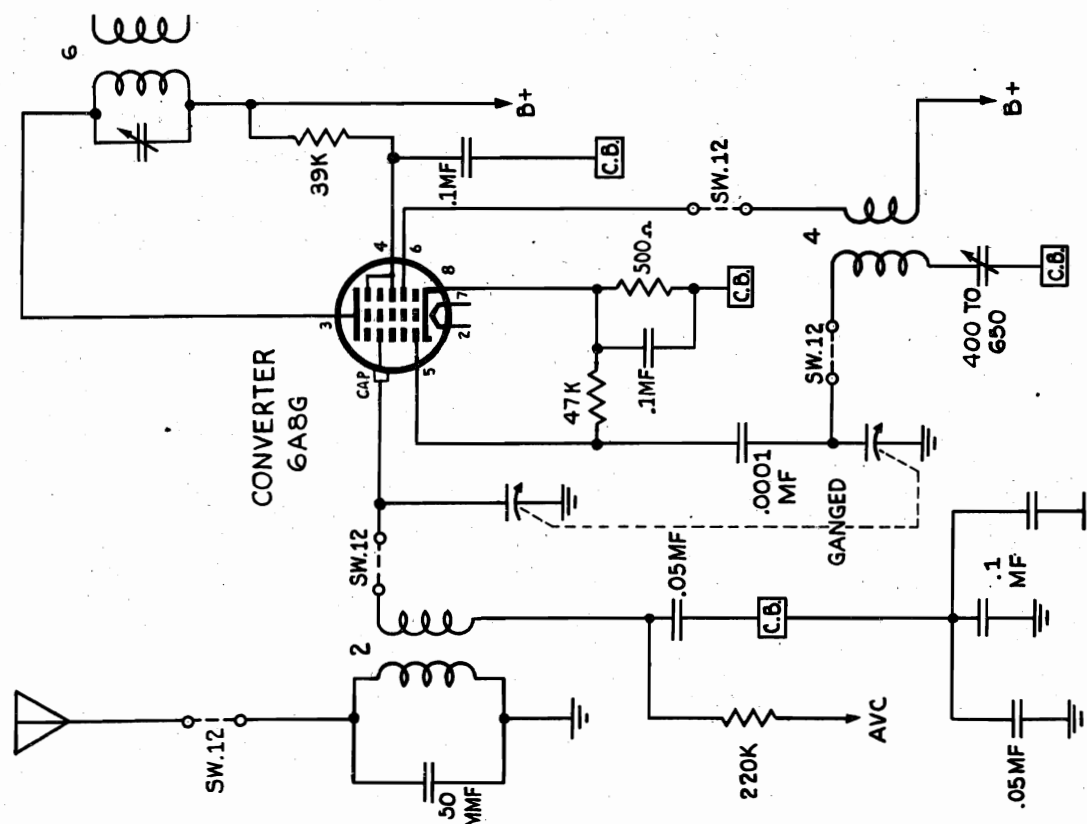 6
B+
39K
.1MF
C.B.
SW.12
B+
4
4
6
8
7
2
5
3
CAP
CONVERTER
6A8G
500Ω
C.B.
.1MF
47K
SW.12
400 TO
650
C.B.
.0001
MF
GANGED
SW.12
2
.05MF
C.B.
.1
MF
SW.12
50
MMF
220K
AVC
.05MF